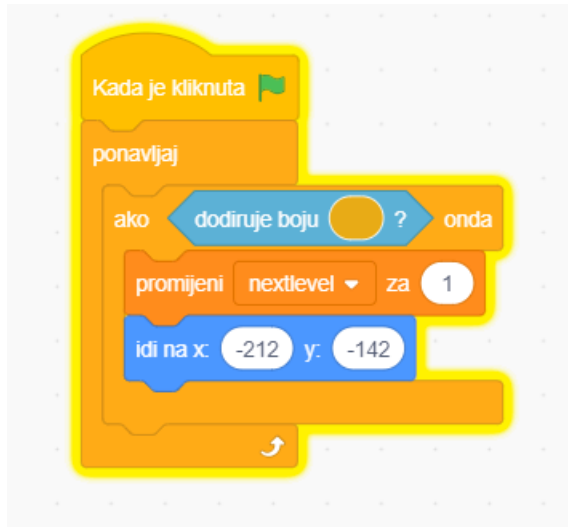 Kada je kliknuta
ponavljaj
ako dodiruje boju ? onda
promijeni nextlevel za 1
idi na x: -212 y: -142